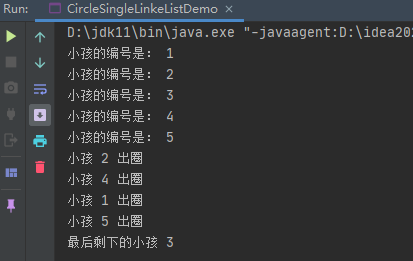 Run: CircleSingleLinkeListDemo ×
D:\jdk11\bin\java.exe "-javaagent:D:\idea202
小孩的编号是： 1
小孩的编号是： 2
小孩的编号是： 3
小孩的编号是： 4
小孩的编号是： 5
小孩 2 出圈
小孩 4 出圈
小孩 1 出圈
小孩 5 出圈
最后剩下的小孩 3